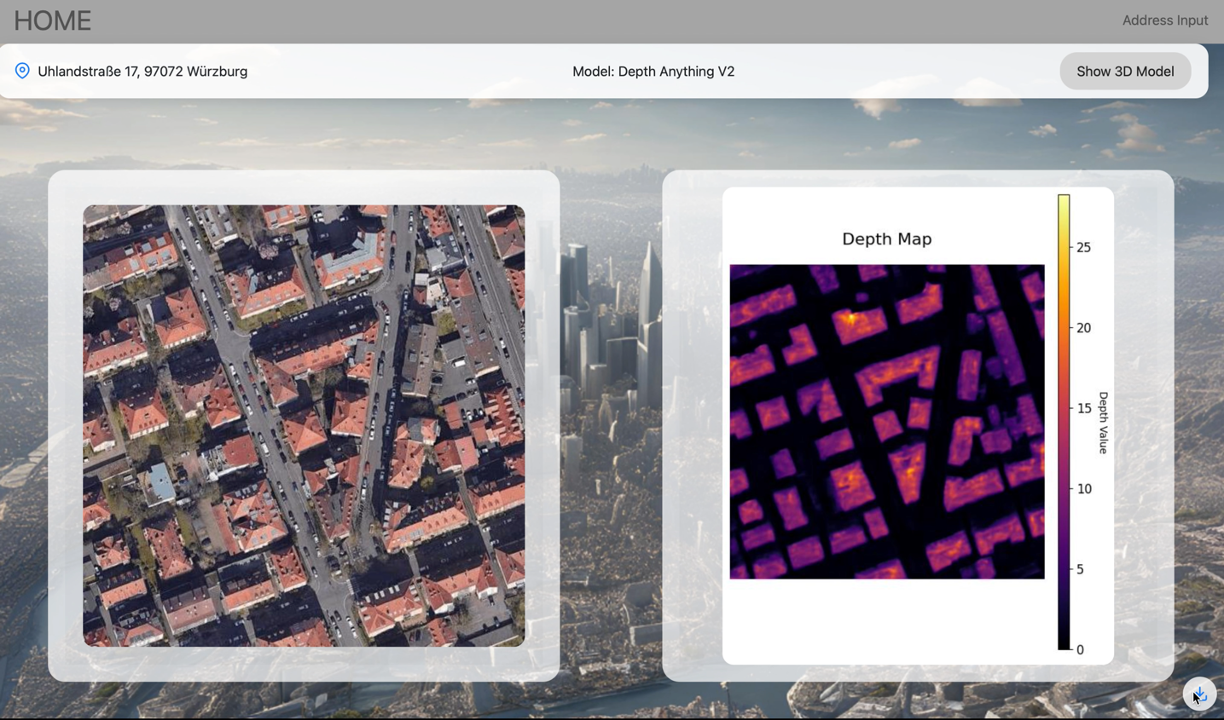 HOME
Address Input
Uhlandstraße 17, 97072 Würzburg
Model: Depth Anything V2
Show 3D Model
Depth Map
25
20
15
10
5
0
Depth Value